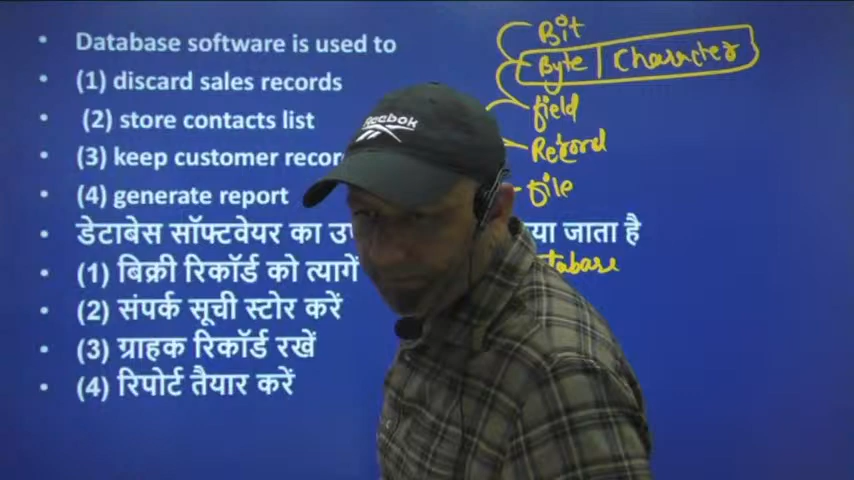 Database software is used to
(1) discard sales records
(2) store contacts list
(3) keep customer
(4) generate report
डेटाबेस सॉफ्टवेयर का जाता है
(1) बिक्री रिकॉर्ड को त्यागें
(2) संपर्क सूची स्टोर करें
(3) ग्राहक रिकॉर्ड रखें
(4) रिपोर्ट तैयार करें
Bit
Byte | Character
field
Record
file
Reebok